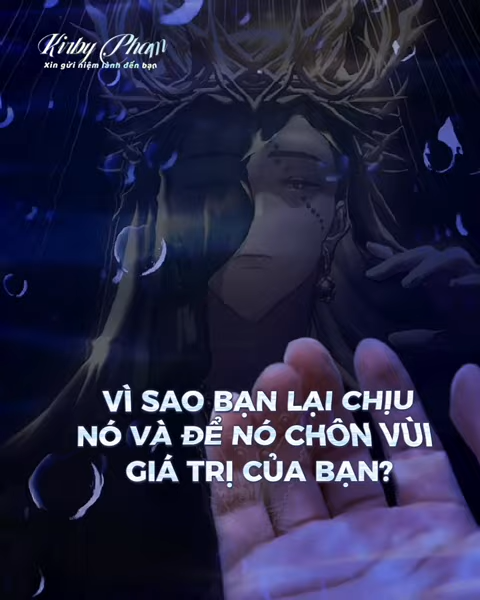 Kirby Phạm
Xin gửi niệm lành đến bạn
VÌ SAO BẠN LẠI CHỊU
NÓ VÀ ĐỂ NÓ CHÔN VÙI
GIÁ TRỊ CỦA BẠN?